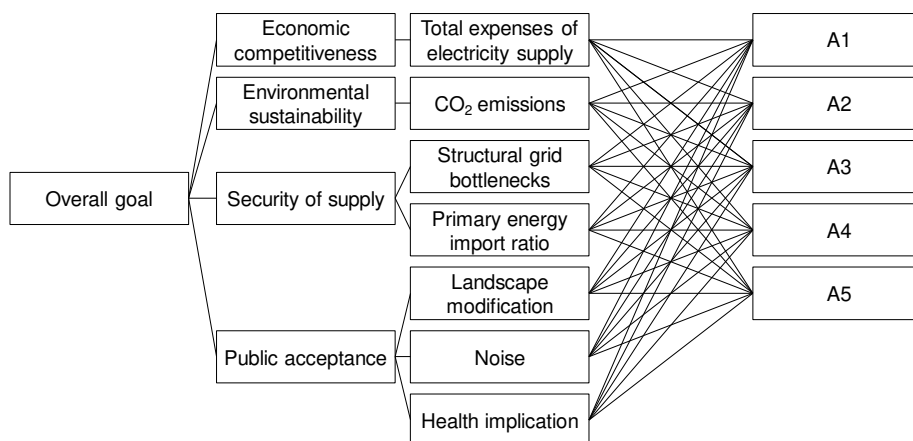 Economic
competitiveness
Total expenses of
electricity supply
A1
Environmental
sustainability
CO₂ emissions
A2
Structural grid
bottlenecks
A3
Overall goal
Security of supply
Primary energy
import ratio
A4
Landscape
modification
A5
Public acceptance
Noise
Health implication